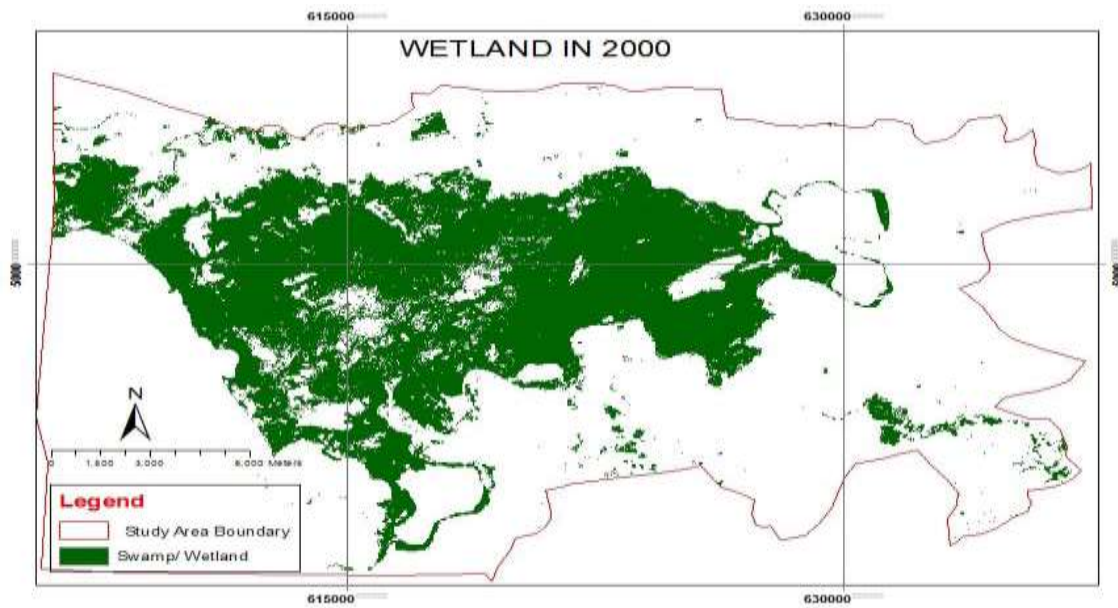 615000 630000
WETLAND IN 2000
5000
N
0 1,500 3,000 6,000 Meters
Legend
Study Area Boundary
Swamp/ Wetland
615000 630000